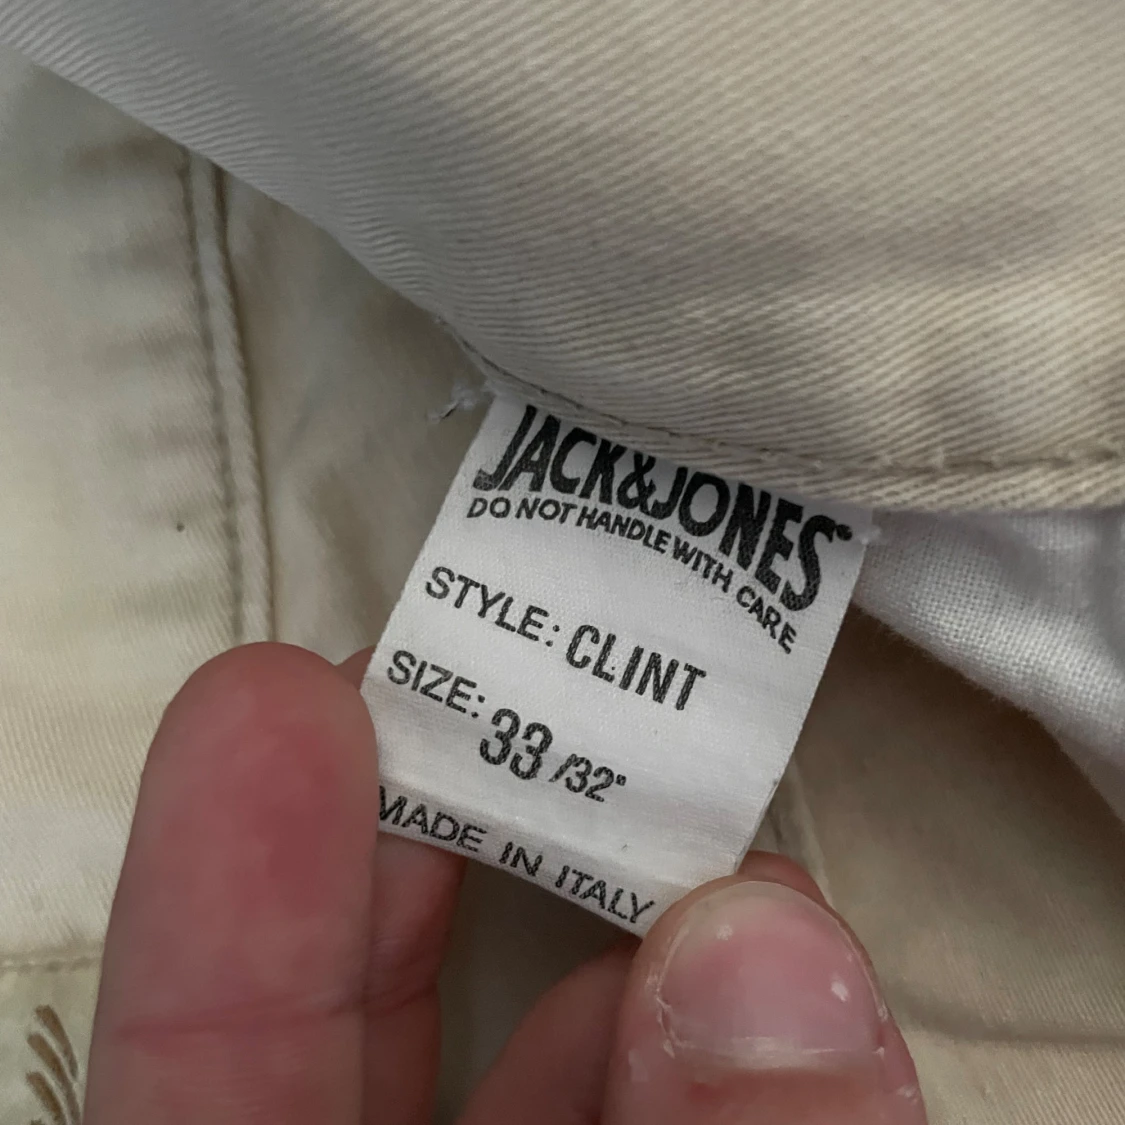 JACK&JONES®
DO NOT HANDLE WITH CARE
STYLE: CLINT
SIZE: 33/32"
MADE IN ITALY